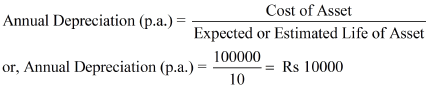 Annual Depreciation (p.a.) = Cost of Asset / Expected or Estimated Life of Asset
or, Annual Depreciation (p.a.) = 100000 / 10 = Rs 10000